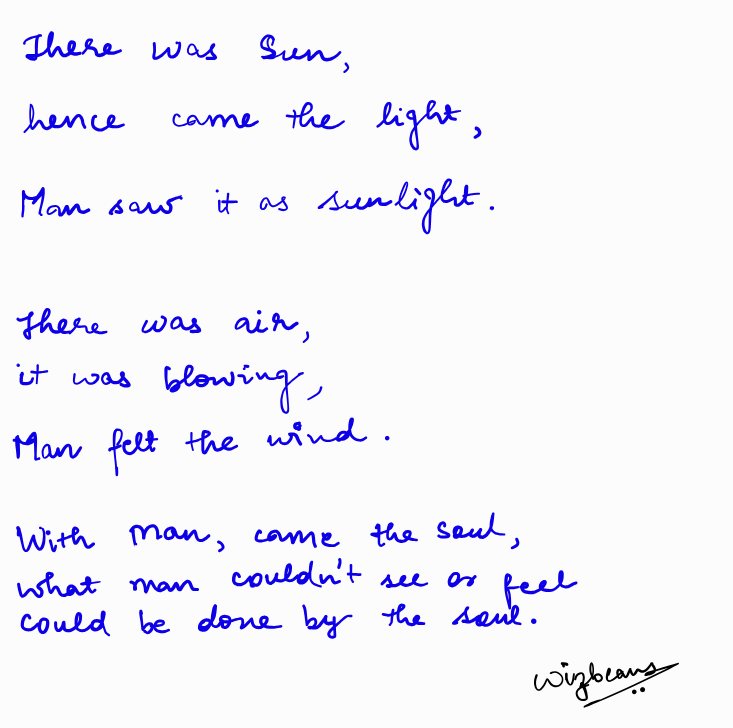 There was Sun,
hence came the light,
Man saw it as sunlight.
There was air,
it was blowing,
Man felt the wind.
With Man, came the soul,
what man couldn't see or feel
could be done by the soul.
wizbeans